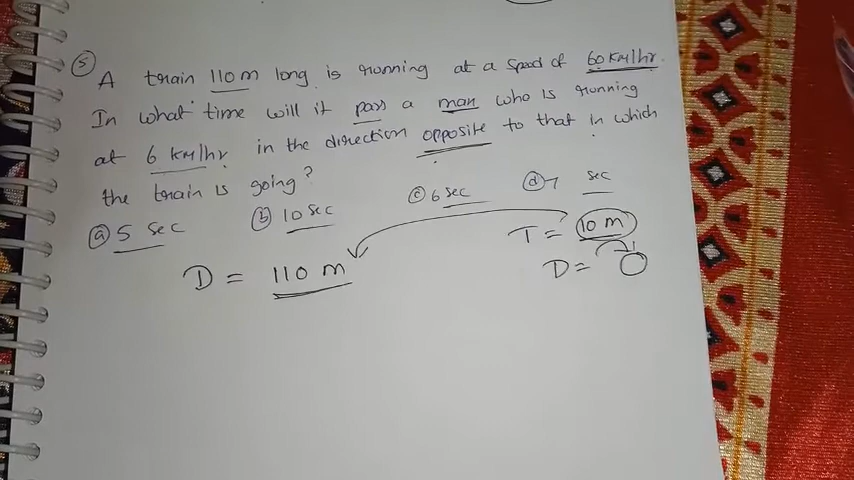 5
A train 110 m long is running at a speed of 60 KM/hr.
In what time will it pass a man who is running
at 6 KM/hr in the direction opposite to that in which
the train is going?
(a) 5 sec (b) 10 sec (c) 6 sec (d) 7 sec
T = 10 m
D = 110 m
D =